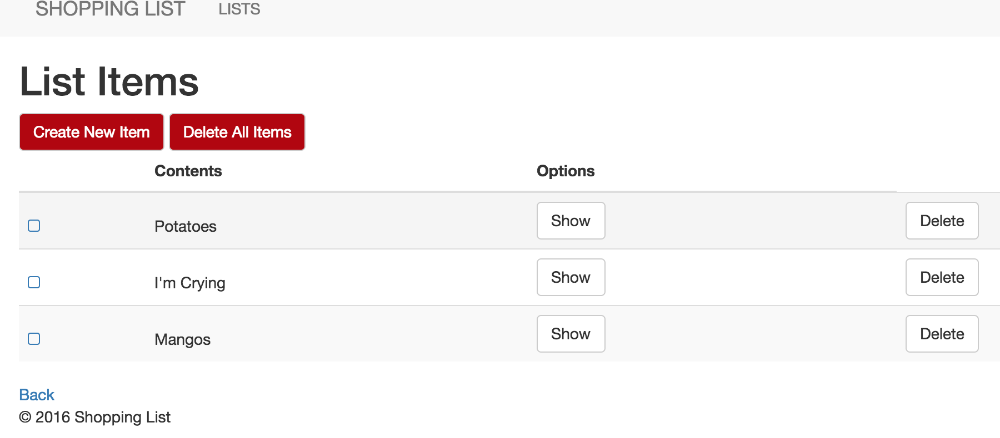 SHOPPING LIST LISTS
List Items
Create New Item Delete All Items
Contents Options
Potatoes Show Delete
I'm Crying Show Delete
Mangos Show Delete
Back
© 2016 Shopping List